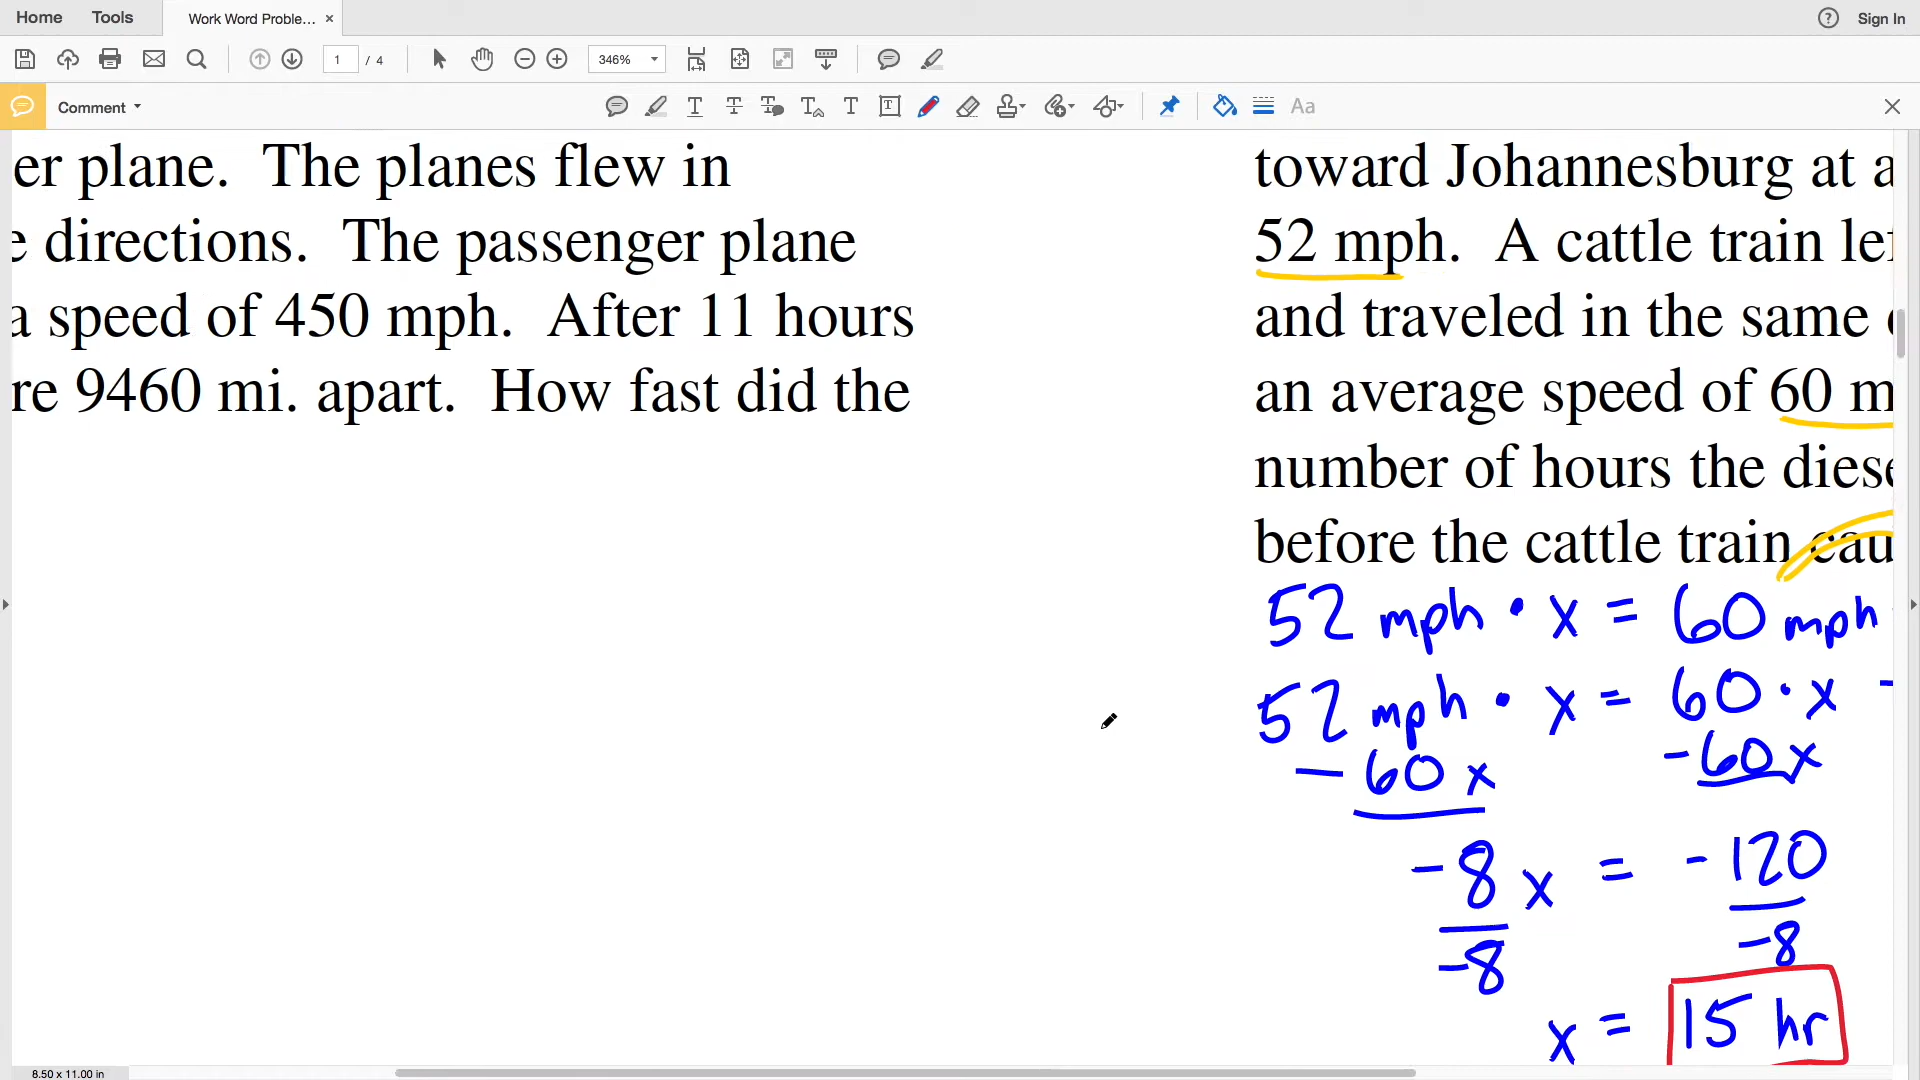 Home Tools Work Word Proble... × Sign In
1 / 4 346%
Comment Aa
er plane. The planes flew in
e directions. The passenger plane
a speed of 450 mph. After 11 hours
re 9460 mi. apart. How fast did the
toward Johannesburg at a
52 mph. A cattle train le
and traveled in the same
an average speed of 60 m
number of hours the diese
before the cattle train cau
52 mph • x = 60 mph
52 mph • x = 60 • x -
- 60x - 60x
-8x = -120
-8 -8
x = 15 hr
8.50 x 11.00 in